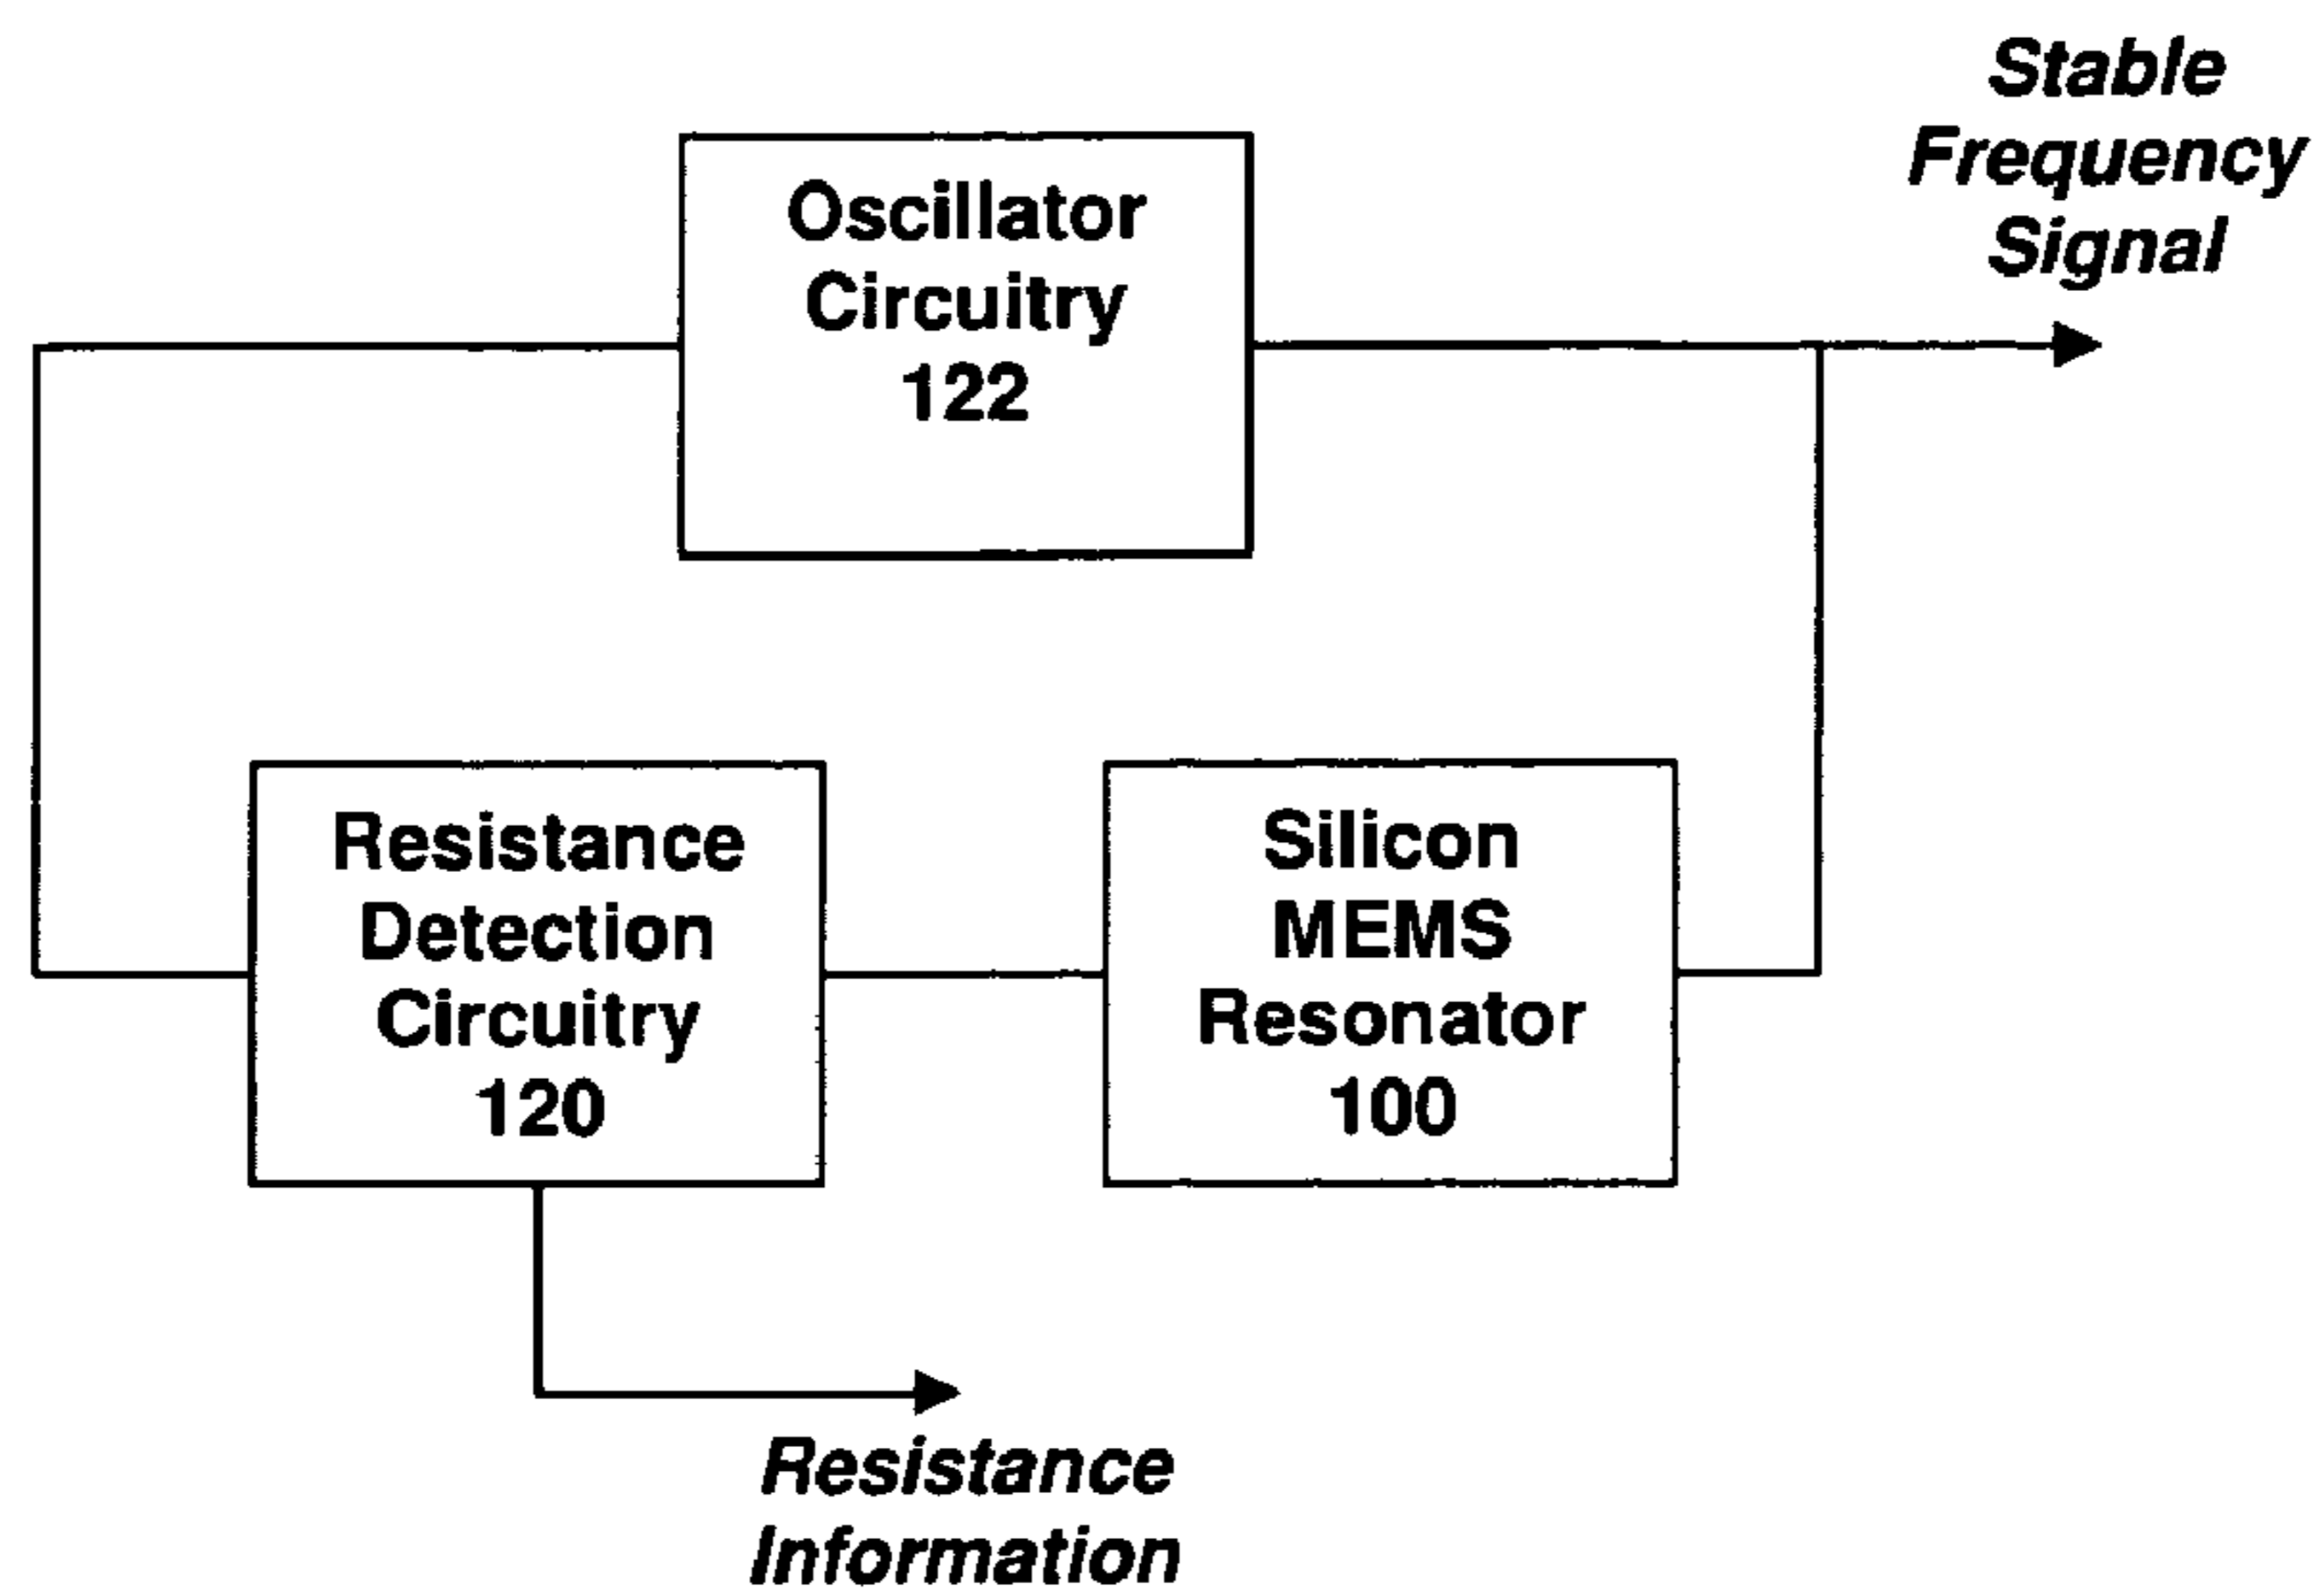 Stable
Frequency
Signal
Oscillator
Circuitry
122
Resistance
Detection
Circuitry
120
Silicon
MEMS
Resonator
100
Resistance
Information